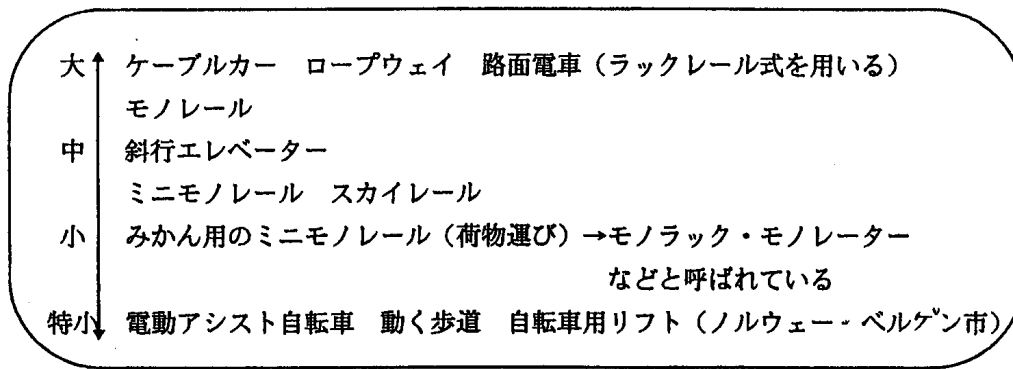 大 ケーブルカー ロープウェイ 路面電車（ラックレール式を用いる）
モノレール
中 斜行エレベーター
ミニモノレール スカイレール
小 みかん用のミニモノレール（荷物運び）→モノラック・モノレーター
などと呼ばれている
特小 電動アシスト自転車 動く歩道 自転車用リフト（ノルウェー・ベルゲン市）